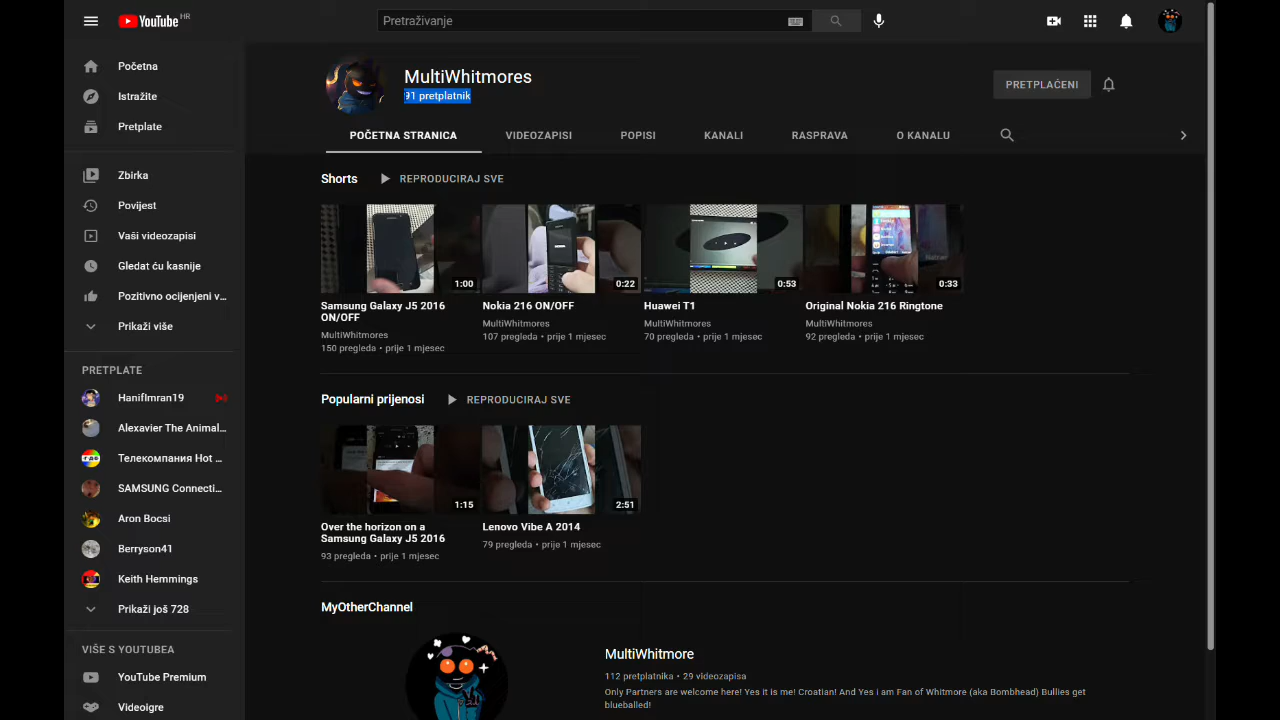 YouTube HR
Pretraživanje
Početna
Istražite
Pretplate
Zbirka
Povijest
Vaši videozapisi
Gledat ću kasnije
Pozitivno ocijenjeni v...
Prikaži više
PRETPLATE
HanifImran19
Alexavier The Animal...
Телекомпания Hot ...
SAMSUNG Connecti...
Aron Bocsi
Berryson41
Keith Hemmings
Prikaži još 728
VIŠE S YOUTUBEA
YouTube Premium
Videoigre
MultiWhitmores
91 pretplatnik
PRETPLAĆENI
POČETNA STRANICA
VIDEOZAPISI
POPISI
KANALI
RASPRAVA
O KANALU
Shorts
REPRODUCIRAJ SVE
1:00
Samsung Galaxy J5 2016
ON/OFF
MultiWhitmores
150 pregleda • prije 1 mjesec
0:22
Nokia 216 ON/OFF
MultiWhitmores
107 pregleda • prije 1 mjesec
0:53
Huawei T1
MultiWhitmores
70 pregleda • prije 1 mjesec
0:33
Original Nokia 216 Ringtone
MultiWhitmores
92 pregleda • prije 1 mjesec
Popularni prijenosi
REPRODUCIRAJ SVE
1:15
Over the horizon on a
Samsung Galaxy J5 2016
93 pregleda • prije 1 mjesec
2:51
Lenovo Vibe A 2014
79 pregleda • prije 1 mjesec
MyOtherChannel
MultiWhitmore
112 pretplatnika • 29 videozapisa
Only Partners are welcome here! Yes it is me! Croatian! And Yes i am Fan of Whitmore (aka Bombhead) Bullies get
blueballed!